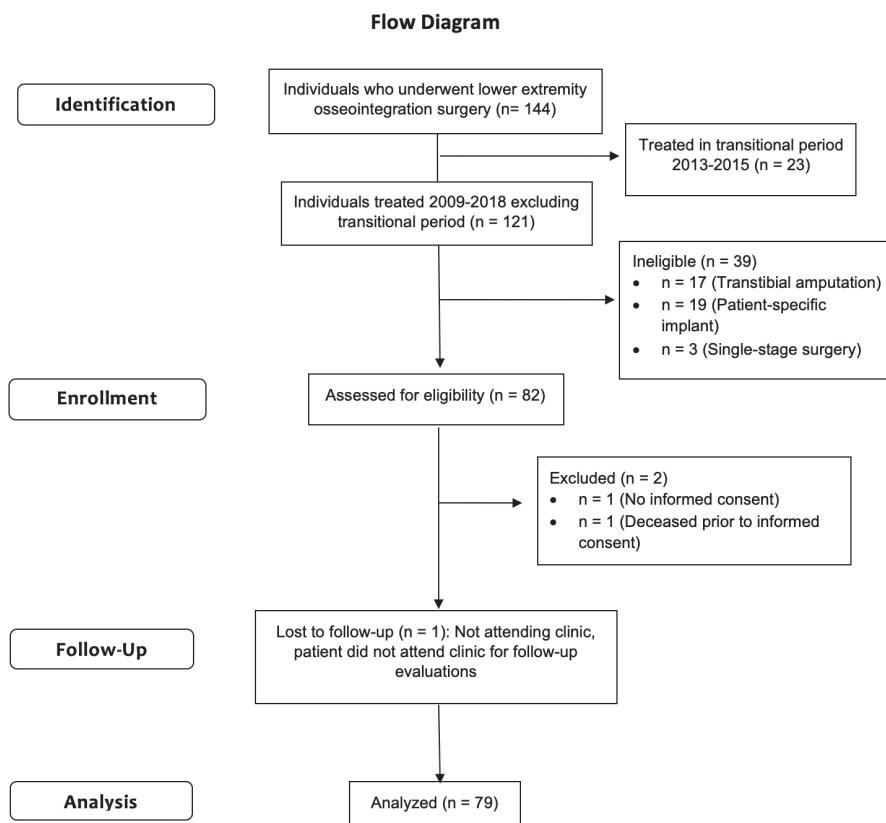 Flow Diagram
Identification
Individuals who underwent lower extremity
osseointegration surgery (n= 144)
Treated in transitional period
2013-2015 (n = 23)
Individuals treated 2009-2018 excluding
transitional period (n = 121)
Ineligible (n = 39)
• n = 17 (Transtibial amputation)
• n = 19 (Patient-specific
implant)
• n = 3 (Single-stage surgery)
Enrollment
Assessed for eligibility (n = 82)
Excluded (n = 2)
• n = 1 (No informed consent)
• n = 1 (Deceased prior to informed
consent)
Follow-Up
Lost to follow-up (n = 1): Not attending clinic,
patient did not attend clinic for follow-up
evaluations
Analysis
Analyzed (n = 79)